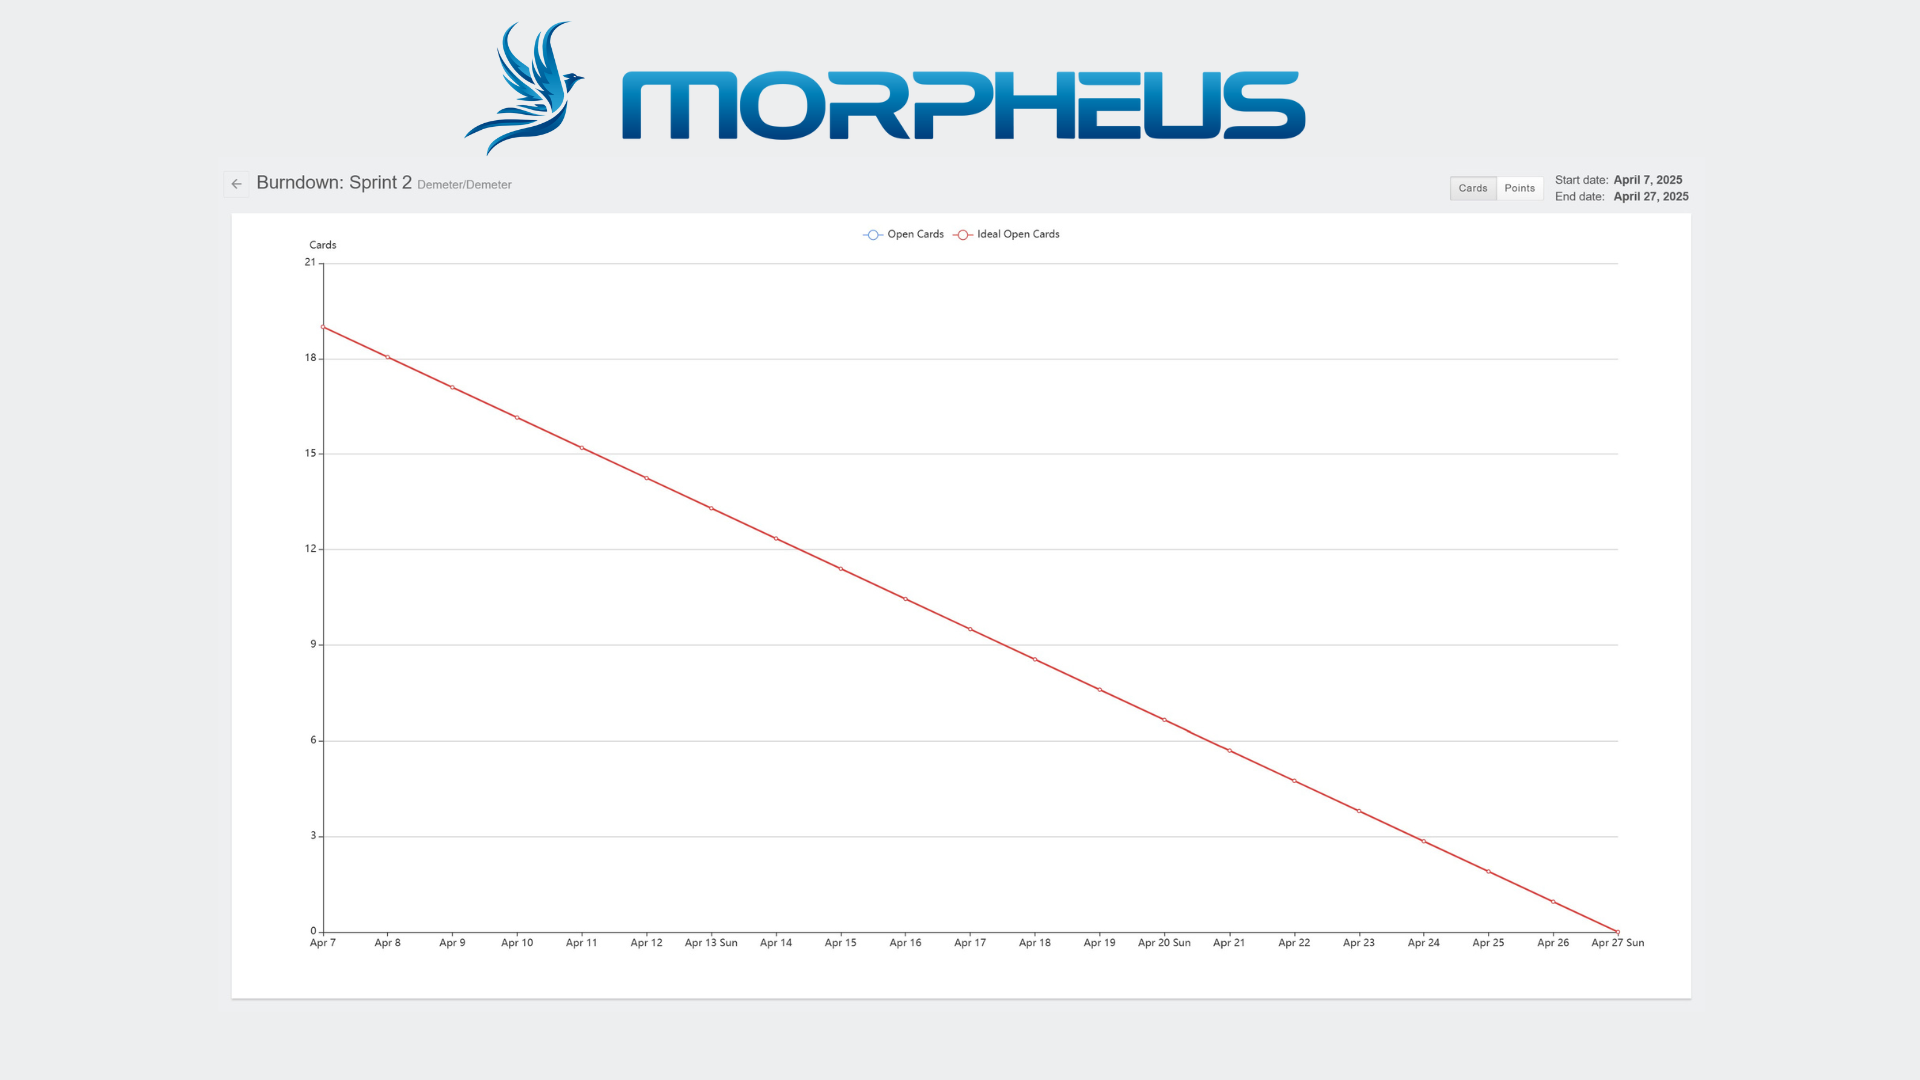 MORPHEUS
Burndown: Sprint 2 Demeter/Demeter
Cards Points
Start date: April 7, 2025
End date: April 27, 2025
Open Cards Ideal Open Cards
Cards
21
18
15
12
9
6
3
0
Apr 7 Apr 8 Apr 9 Apr 10 Apr 11 Apr 12 Apr 13 Sun Apr 14 Apr 15 Apr 16 Apr 17 Apr 18 Apr 19 Apr 20 Sun Apr 21 Apr 22 Apr 23 Apr 24 Apr 25 Apr 26 Apr 27 Sun